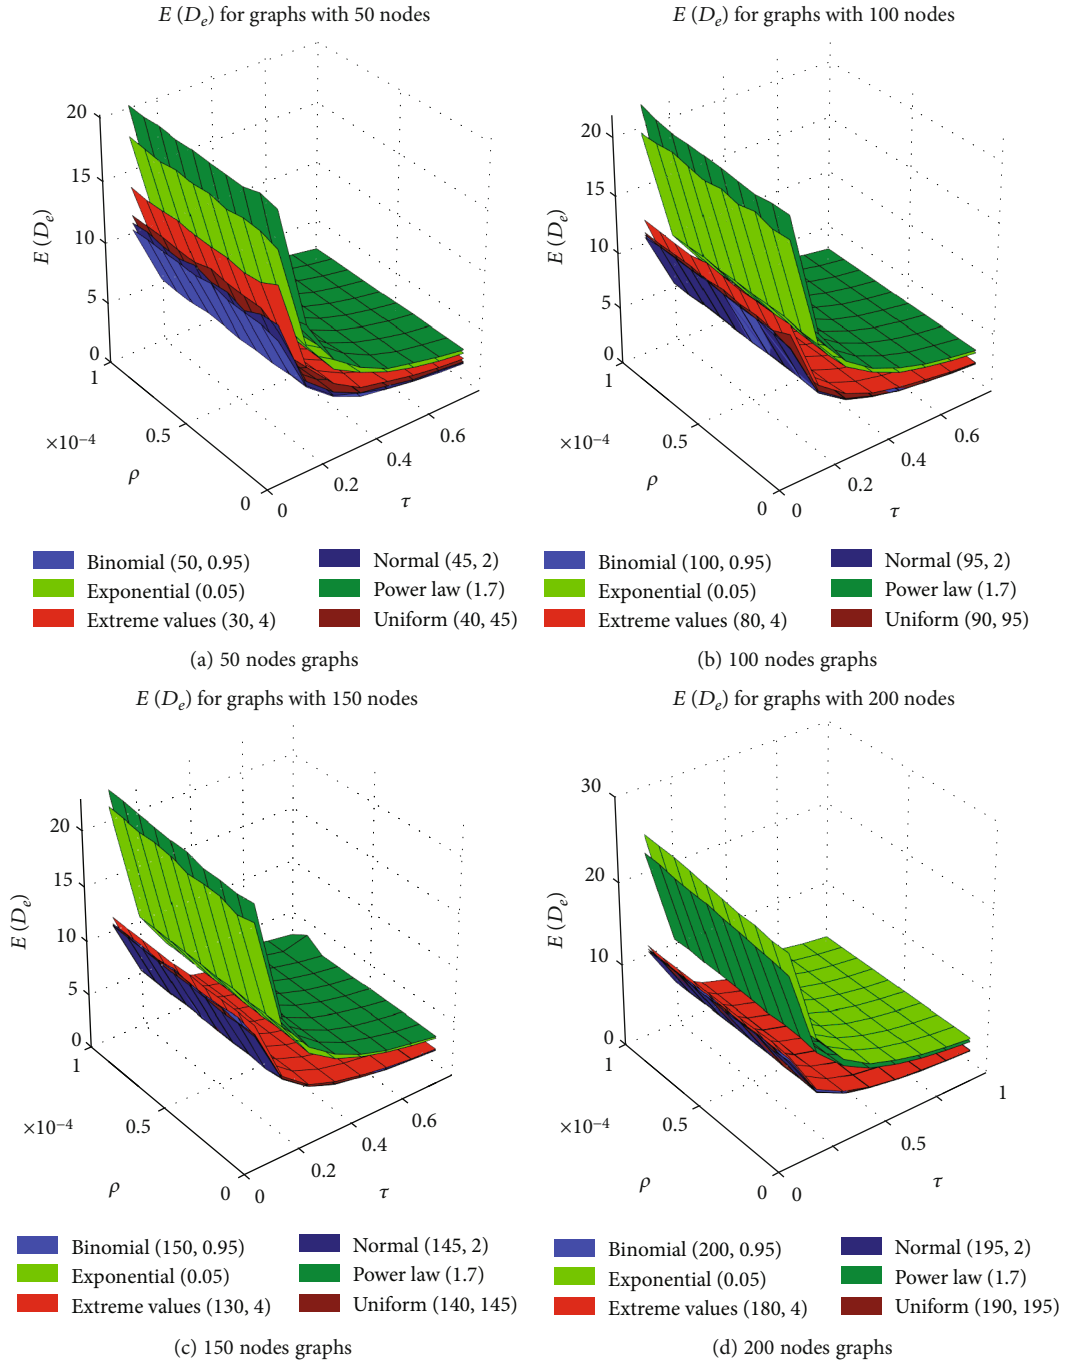 E (De) for graphs with 50 nodes
20
15
10
5
0
E (De)
1
0.5
0
×10−4
ρ
0
0.2
0.4
0.6
τ
Binomial (50, 0.95)
Exponential (0.05)
Extreme values (30, 4)
Normal (45, 2)
Power law (1.7)
Uniform (40, 45)
(a) 50 nodes graphs
E (De) for graphs with 100 nodes
20
15
10
5
0
E (De)
1
0.5
0
×10−4
ρ
0
0.2
0.4
0.6
τ
Binomial (100, 0.95)
Exponential (0.05)
Extreme values (80, 4)
Normal (95, 2)
Power law (1.7)
Uniform (90, 95)
(b) 100 nodes graphs
E (De) for graphs with 150 nodes
20
15
10
5
0
E (De)
1
0.5
0
×10−4
ρ
0
0.2
0.4
0.6
τ
Binomial (150, 0.95)
Exponential (0.05)
Extreme values (130, 4)
Normal (145, 2)
Power law (1.7)
Uniform (140, 145)
(c) 150 nodes graphs
E (De) for graphs with 200 nodes
30
20
10
0
E (De)
1
0.5
0
×10−4
ρ
0
0.5
1
τ
Binomial (200, 0.95)
Exponential (0.05)
Extreme values (180, 4)
Normal (195, 2)
Power law (1.7)
Uniform (190, 195)
(d) 200 nodes graphs